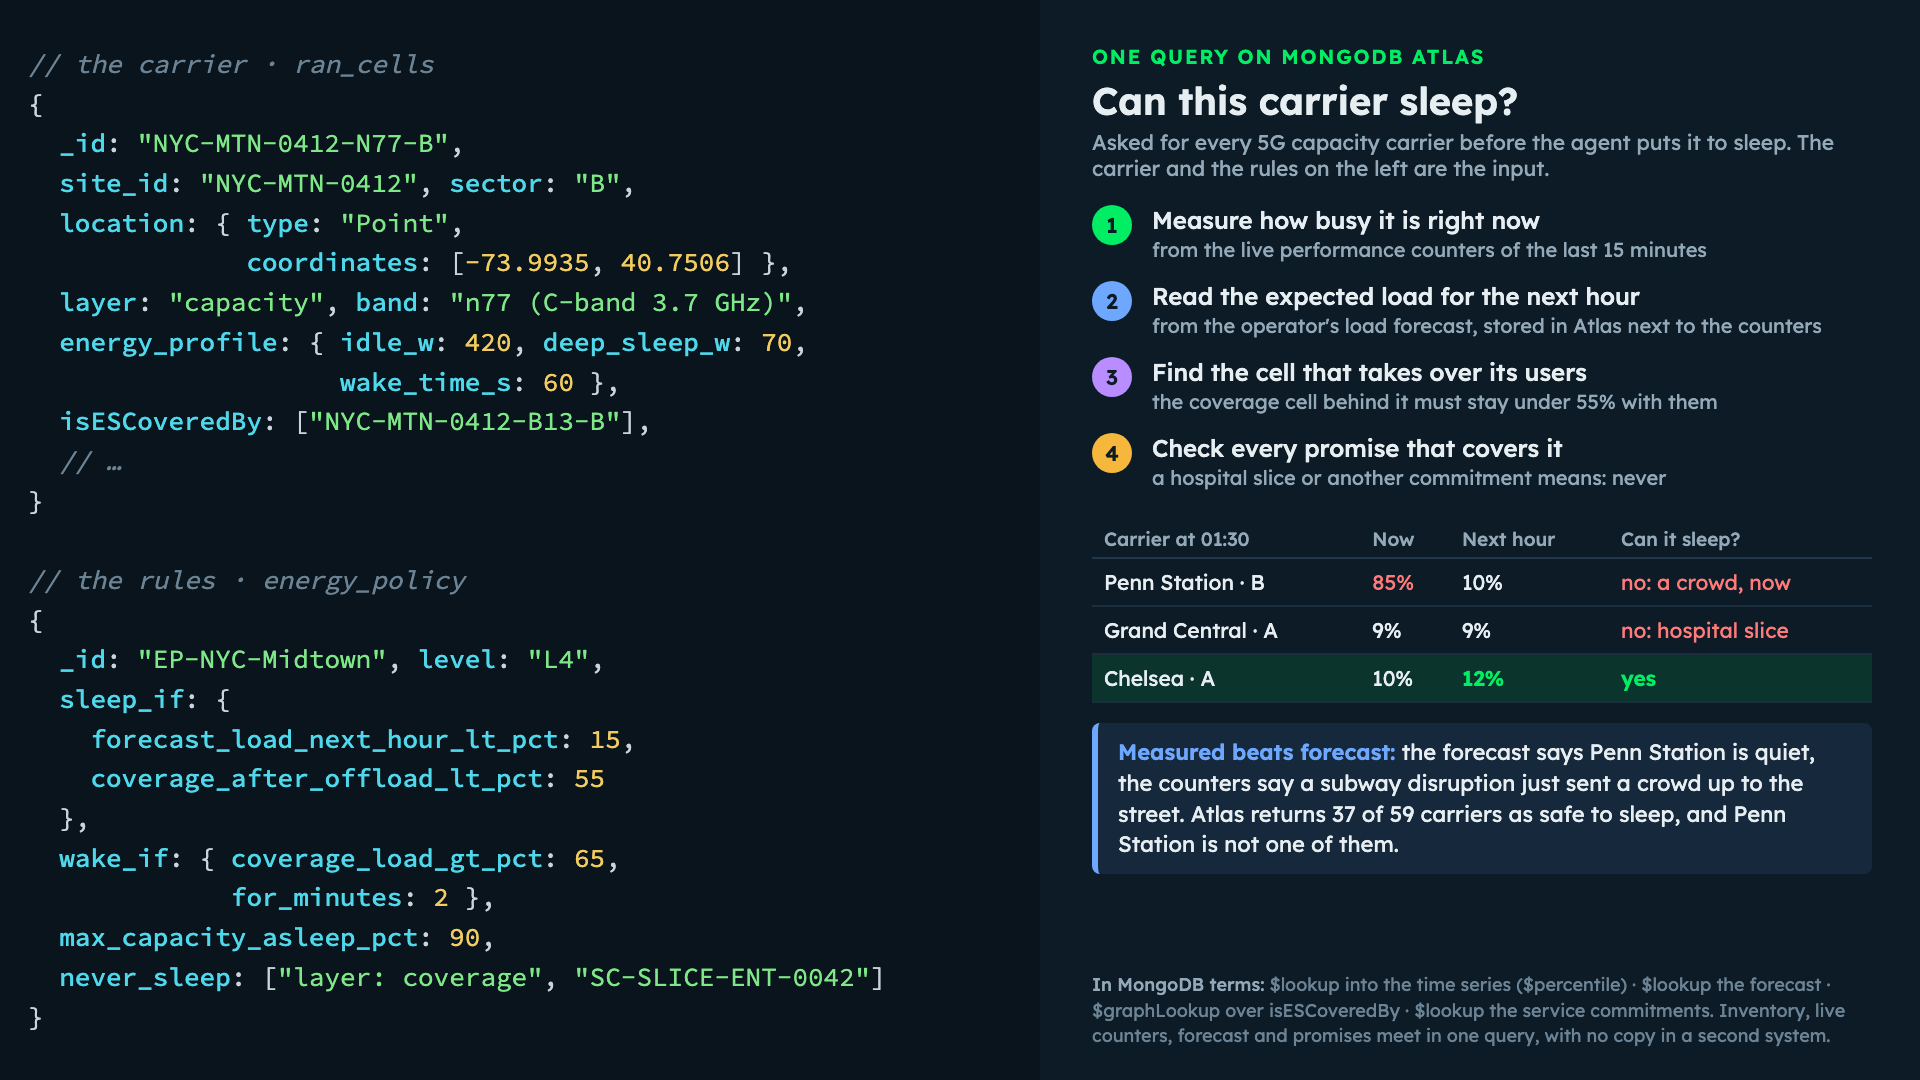 // the carrier · ran_cells
{
  _id: "NYC-MTN-0412-N77-B",
  site_id: "NYC-MTN-0412", sector: "B",
  location: { type: "Point",
              coordinates: [-73.9935, 40.7506] },
  layer: "capacity", band: "n77 (C-band 3.7 GHz)",
  energy_profile: { idle_w: 420, deep_sleep_w: 70,
                    wake_time_s: 60 },
  isESCoveredBy: ["NYC-MTN-0412-B13-B"],
  // …
}
// the rules · energy_policy
{
  _id: "EP-NYC-Midtown", level: "L4",
  sleep_if: {
    forecast_load_next_hour_lt_pct: 15,
    coverage_after_offload_lt_pct: 55
  },
  wake_if: { coverage_load_gt_pct: 65,
             for_minutes: 2 },
  max_capacity_asleep_pct: 90,
  never_sleep: ["layer: coverage", "SC-SLICE-ENT-0042"]
}
ONE QUERY ON MONGODB ATLAS
Can this carrier sleep?
Asked for every 5G capacity carrier before the agent puts it to sleep. The
carrier and the rules on the left are the input.
1 Measure how busy it is right now
from the live performance counters of the last 15 minutes
2 Read the expected load for the next hour
from the operator's load forecast, stored in Atlas next to the counters
3 Find the cell that takes over its users
the coverage cell behind it must stay under 55% with them
4 Check every promise that covers it
a hospital slice or another commitment means: never
Carrier at 01:30 Now Next hour Can it sleep?
Penn Station · B 85% 10% no: a crowd, now
Grand Central · A 9% 9% no: hospital slice
Chelsea · A 10% 12% yes
Measured beats forecast: the forecast says Penn Station is quiet,
the counters say a subway disruption just sent a crowd up to the
street. Atlas returns 37 of 59 carriers as safe to sleep, and Penn
Station is not one of them.
In MongoDB terms: $lookup into the time series ($percentile) · $lookup the forecast ·
$graphLookup over isESCoveredBy · $lookup the service commitments. Inventory, live
counters, forecast and promises meet in one query, with no copy in a second system.